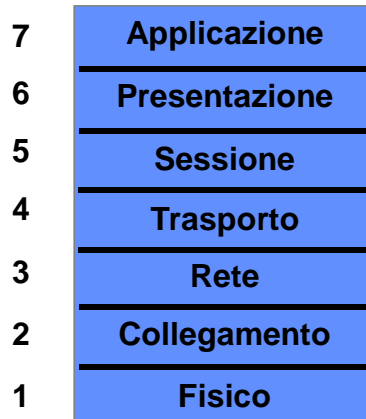 7 Applicazione
6 Presentazione
5 Sessione
4 Trasporto
3 Rete
2 Collegamento
1 Fisico